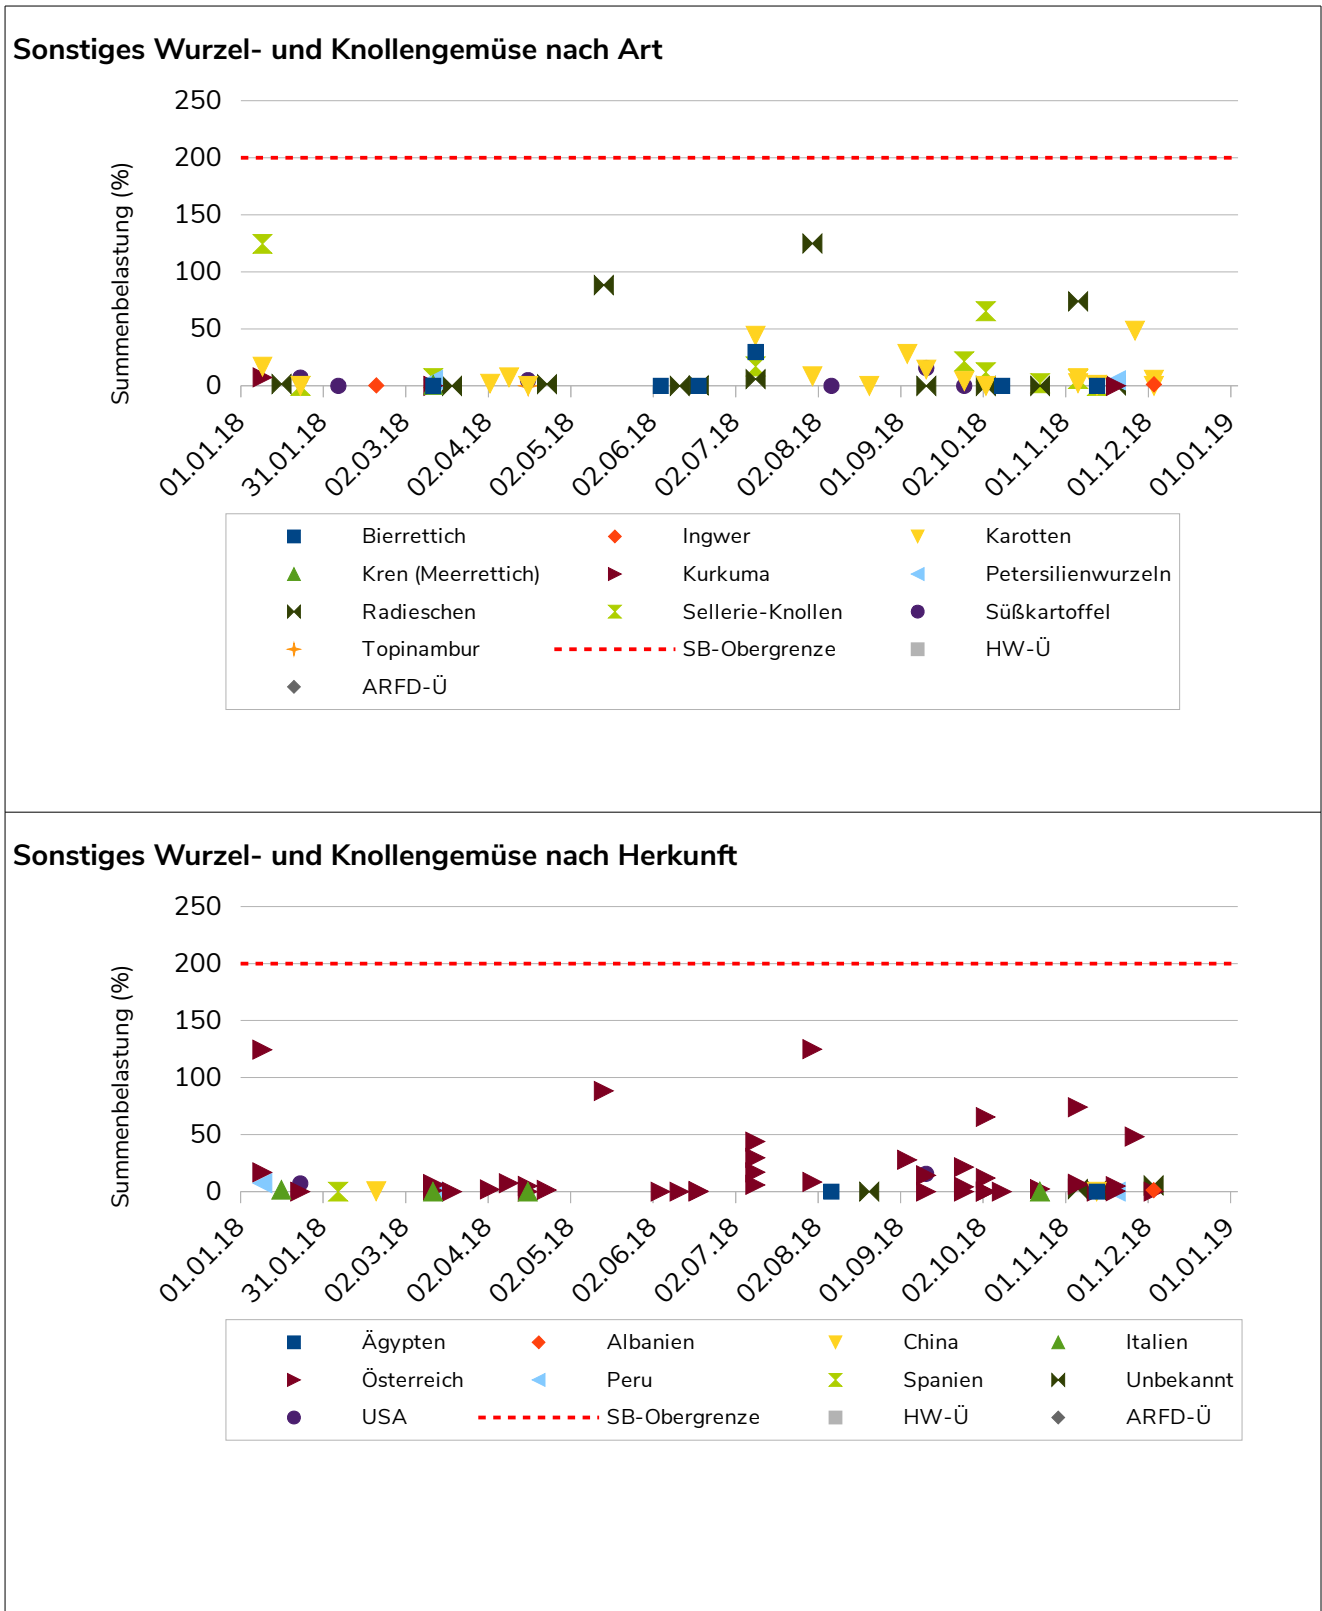 Sonstiges Wurzel- und Knollengemüse nach Art
Summenbelastung (%)
250
200
150
100
50
0
01.01.18 31.01.18 02.03.18 02.04.18 02.05.18 02.06.18 02.07.18 02.08.18 01.09.18 02.10.18 01.11.18 01.12.18 01.01.19
Bierrettich Ingwer Karotten
Kren (Meerrettich) Kurkuma Petersilienwurzeln
Radieschen Sellerie-Knollen Süßkartoffel
Topinambur SB-Obergrenze HW-Ü
ARFD-Ü
Sonstiges Wurzel- und Knollengemüse nach Herkunft
Summenbelastung (%)
250
200
150
100
50
0
01.01.18 31.01.18 02.03.18 02.04.18 02.05.18 02.06.18 02.07.18 02.08.18 01.09.18 02.10.18 01.11.18 01.12.18 01.01.19
Ägypten Albanien China Italien
Österreich Peru Spanien Unbekannt
USA SB-Obergrenze HW-Ü ARFD-Ü